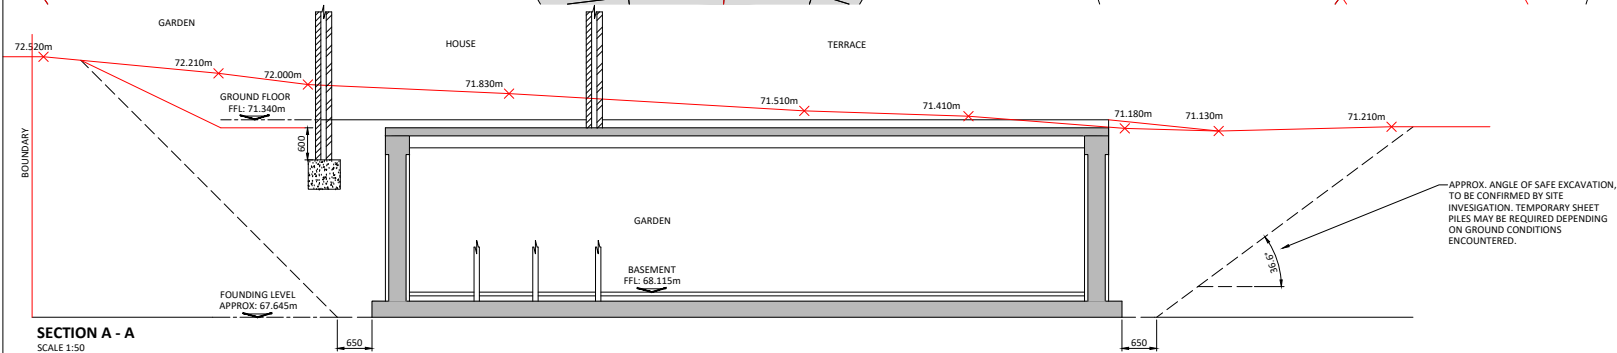 GARDEN
HOUSE
TERRACE
72.520m
72.210m
72.000m
71.830m
71.510m
71.410m
71.180m
71.130m
71.210m
GROUND FLOOR
FFL: 71.340m
600
BOUNDARY
GARDEN
BASEMENT
FFL: 68.115m
FOUNDING LEVEL
APPROX: 67.645m
APPROX. ANGLE OF SAFE EXCAVATION,
TO BE CONFIRMED BY SITE
INVESIGATION. TEMPORARY SHEET
PILES MAY BE REQUIRED DEPENDING
ON GROUND CONDITIONS
ENCOUNTERED.
36.6°
SECTION A - A
SCALE 1:50
650
650